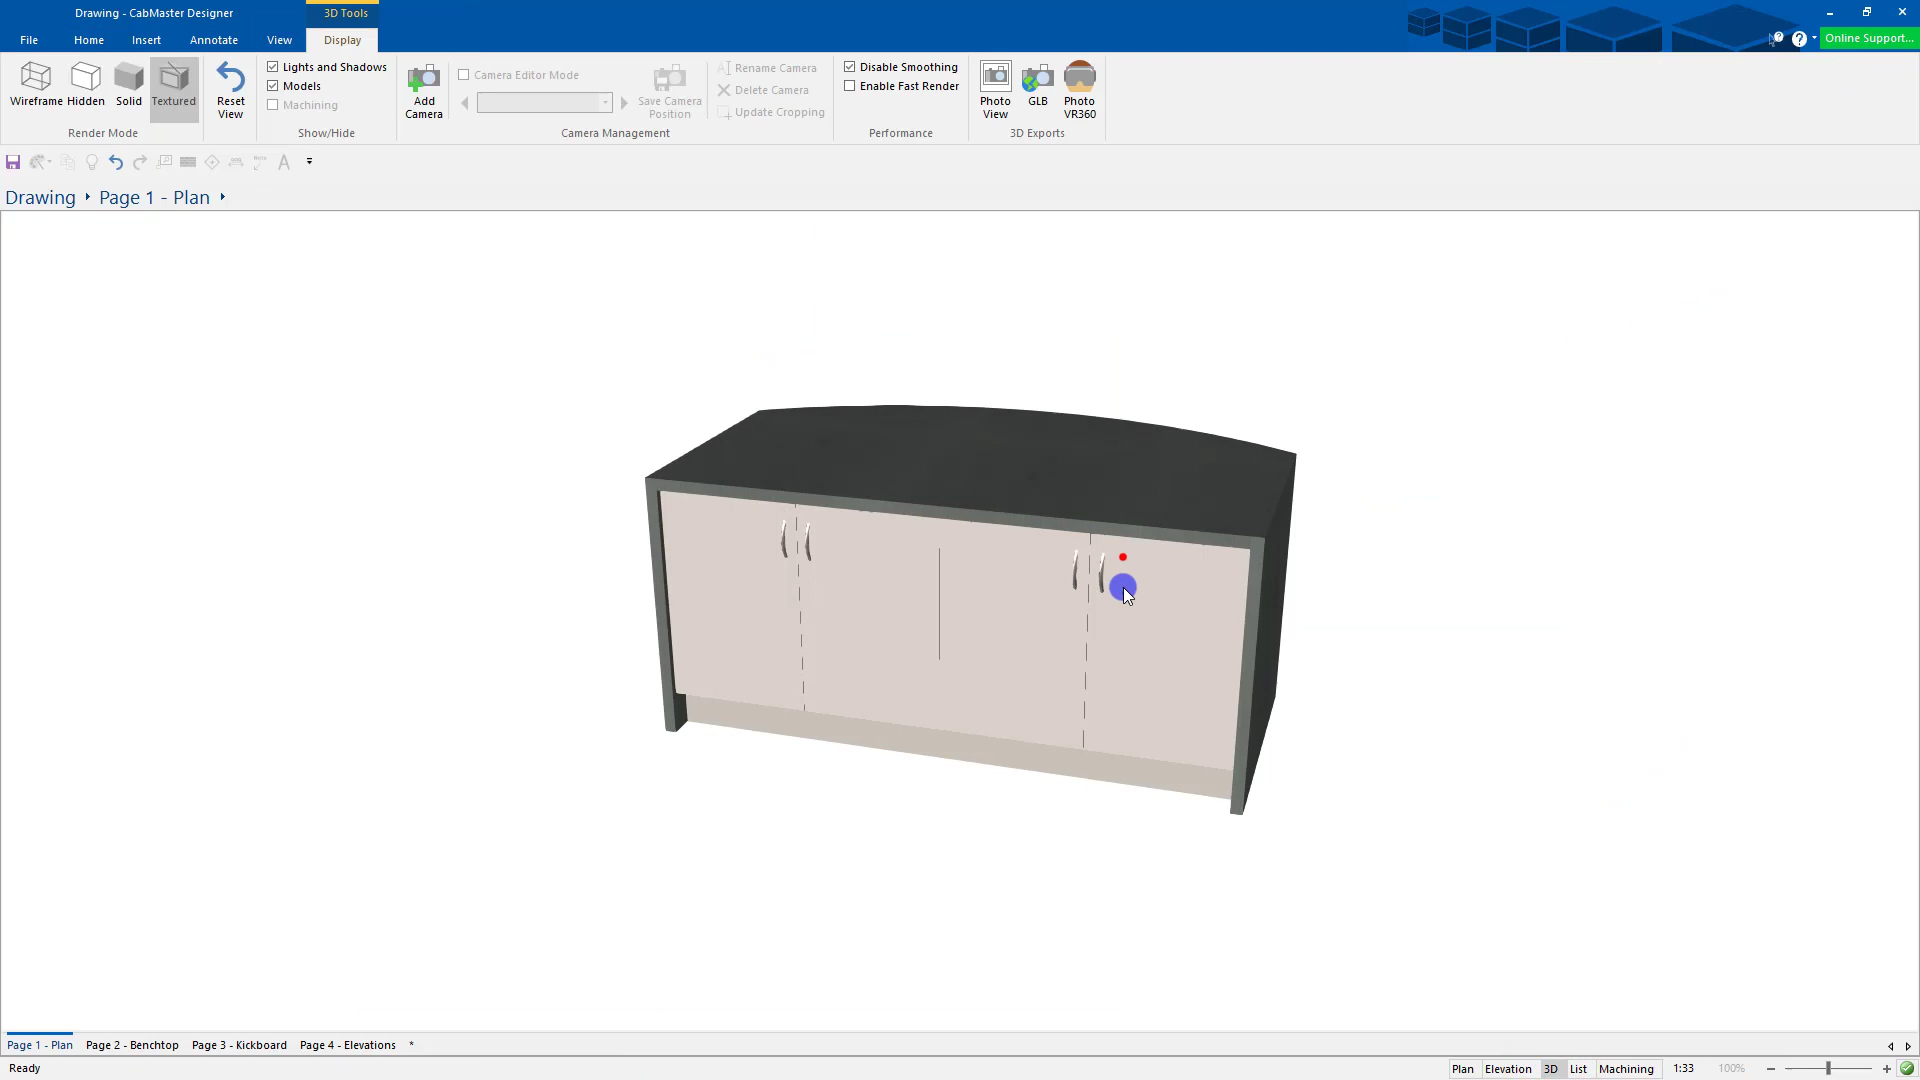 Drawing - CabMaster Designer
3D Tools
File Home Insert Annotate View Display
Online Support...
Wireframe Hidden Solid Textured
Render Mode
Reset View
Lights and Shadows
Models
Machining
Show/Hide
Add Camera
Camera Editor Mode
Save Camera Position
Rename Camera
Delete Camera
Update Cropping
Camera Management
Disable Smoothing
Enable Fast Render
Performance
Photo View
GLB
Photo VR360
3D Exports
Drawing Page 1 - Plan
Page 1 - Plan Page 2 - Benchtop Page 3 - Kickboard Page 4 - Elevations *
Ready
Plan Elevation 3D List Machining 1:33 100%